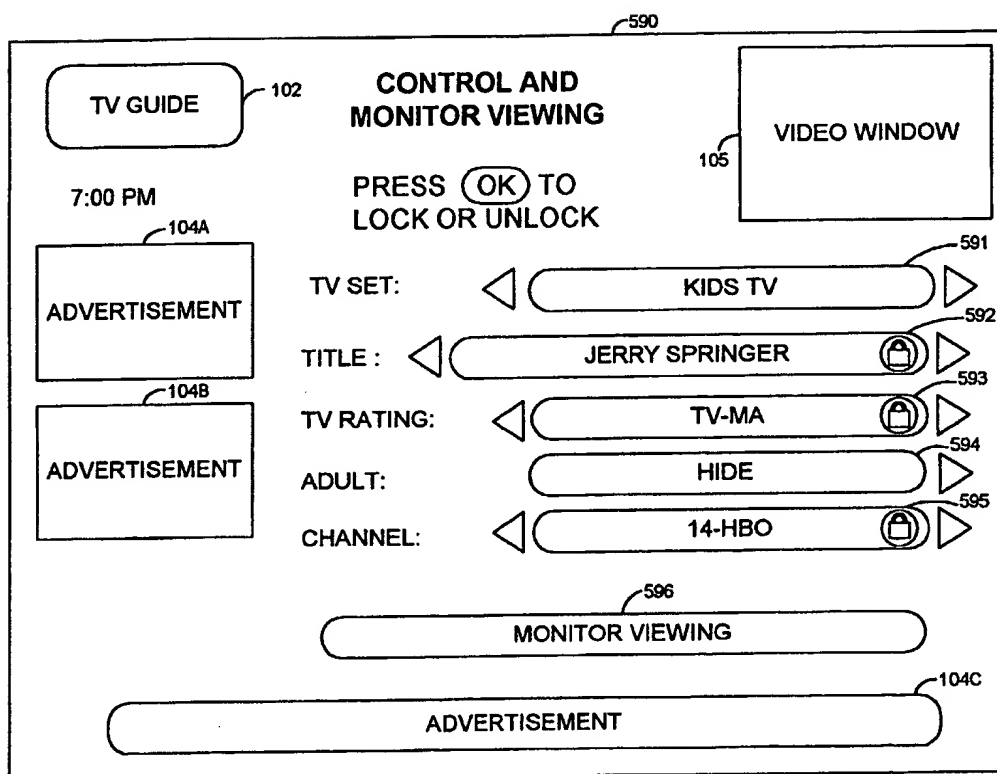 590
TV GUIDE
102
CONTROL AND
MONITOR VIEWING
VIDEO WINDOW
105
7:00 PM
PRESS OK TO
LOCK OR UNLOCK
104A
ADVERTISEMENT
104B
ADVERTISEMENT
591
TV SET: KIDS TV
592
TITLE : JERRY SPRINGER
593
TV RATING: TV-MA
594
ADULT: HIDE
595
CHANNEL: 14-HBO
596
MONITOR VIEWING
104C
ADVERTISEMENT